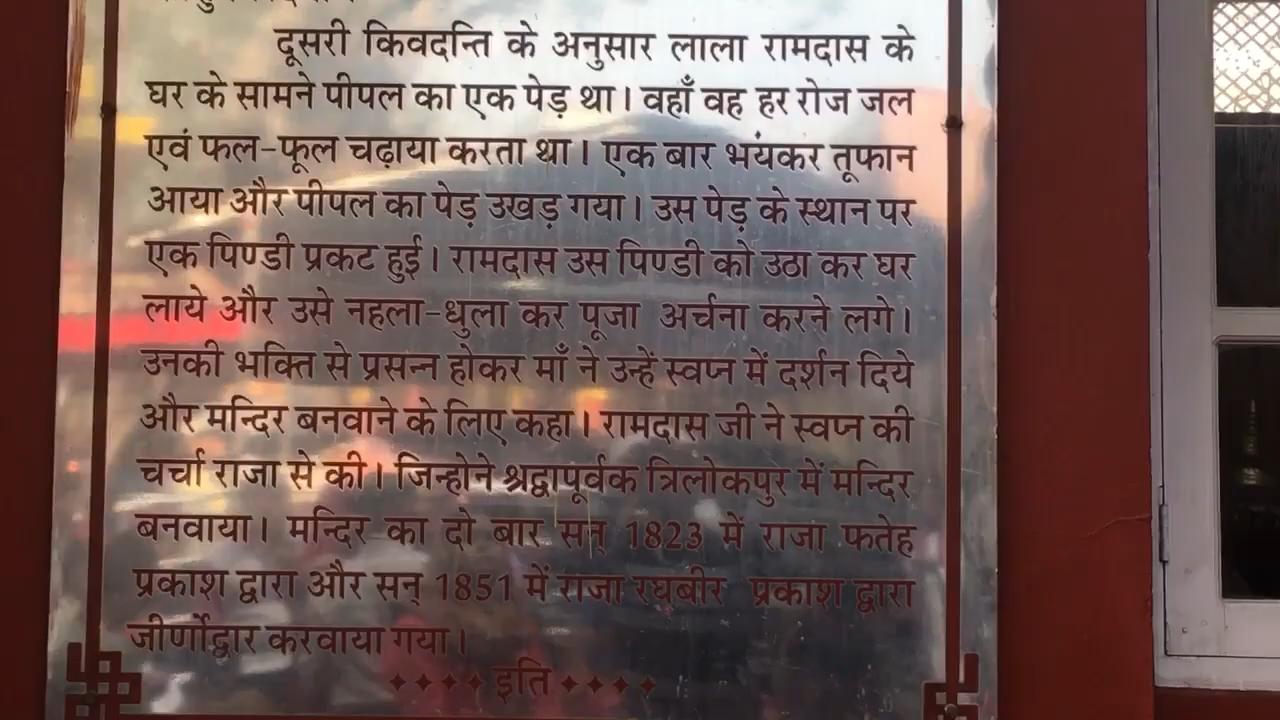 दूसरी किवदन्ति के अनुसार लाला रामदास के
घर के सामने पीपल का एक पेड़ था। वहाँ वह हर रोज जल
एवं फल-फूल चढ़ाया करता था। एक बार भयंकर तूफान
आया और पीपल का पेड़ उखड़ गया। उस पेड़ के स्थान पर
एक पिण्डी प्रकट हुई। रामदास उस पिण्डी को उठा कर घर
लाये और उसे नहला-धुला कर पूजा अर्चना करने लगे।
उनकी भक्ति से प्रसन्न होकर माँ ने उन्हें स्वप्न में दर्शन दिये
और मन्दिर बनवाने के लिए कहा। रामदास जी ने स्वप्न की
चर्चा राजा से की। जिन्होने श्रद्वापूर्वक त्रिलोकपुर में मन्दिर
बनवाया। मन्दिर का दो बार सन् 1823 में राजा फतेह
प्रकाश द्वारा और सन् 1851 में राजा रघबीर प्रकाश द्वारा
जीर्णोद्वार करवाया गया।
✦✦✦✦इति✦✦✦✦